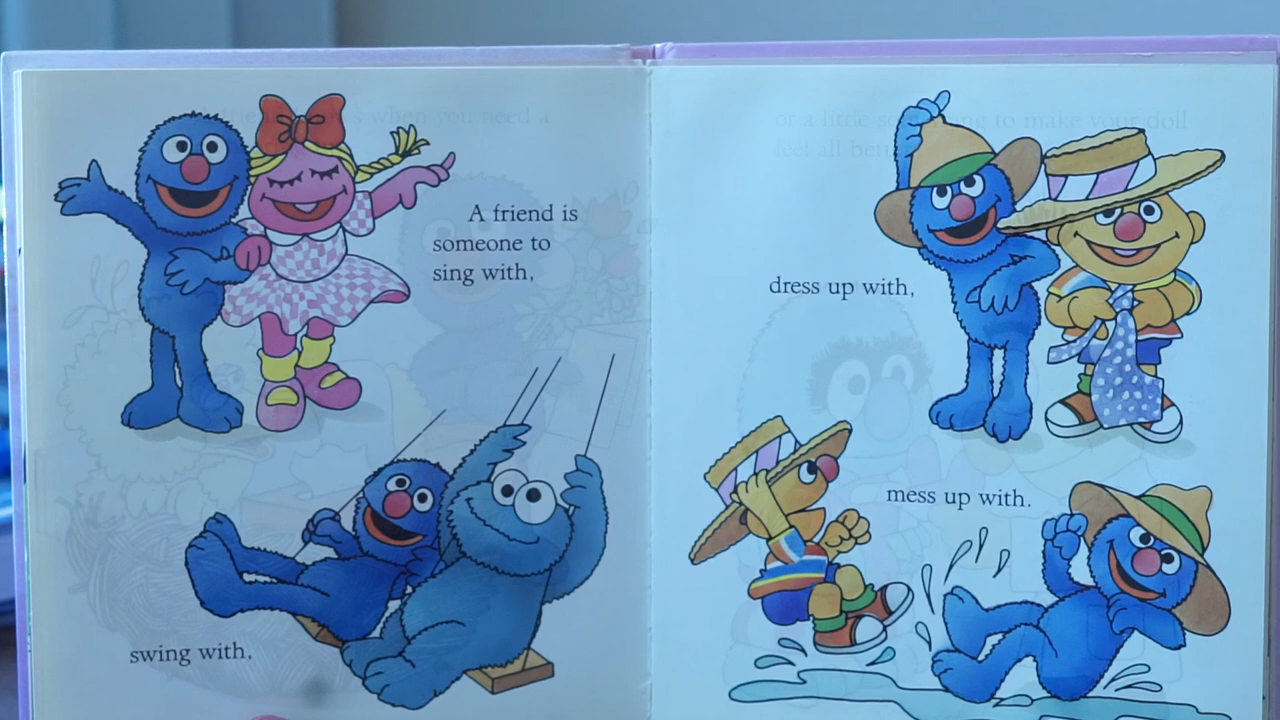 A friend is
someone to
sing with,
swing with,
dress up with,
mess up with.